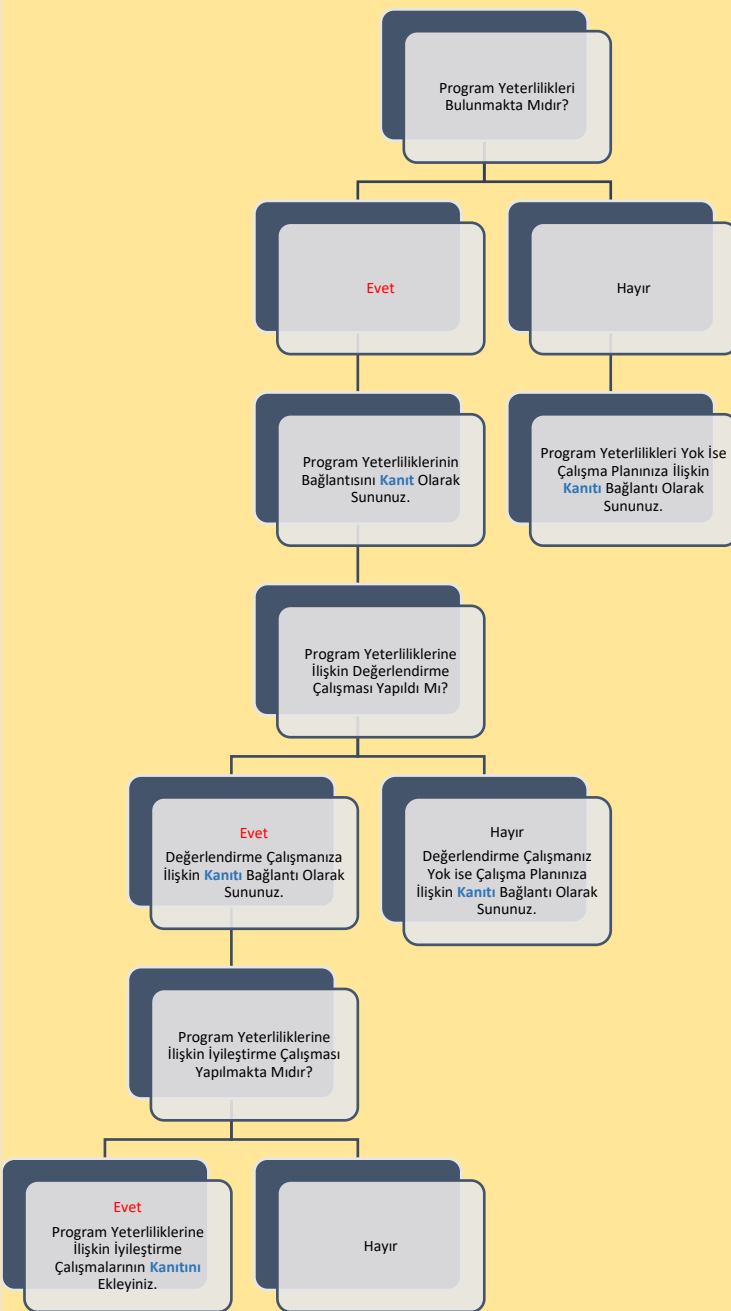 Program Yeterlilikleri
Bulunmakta Mıdır?
Evet
Hayır
Program Yeterliliklerinin
Bağlantısını Kanıt Olarak
Sununuz.
Program Yeterlilikleri Yok İse
Çalışma Planınıza İlişkin
Kanıtı Bağlantı Olarak
Sununuz.
Program Yeterliliklerine
İlişkin Değerlendirme
Çalışması Yapıldı Mı?
Evet
Değerlendirme Çalışmanıza
İlişkin Kanıtı Bağlantı Olarak
Sununuz.
Hayır
Değerlendirme Çalışmanız
Yok ise Çalışma Planınıza
İlişkin Kanıtı Bağlantı Olarak
Sununuz.
Program Yeterliliklerine
İlişkin İyileştirme Çalışması
Yapılmakta Mıdır?
Evet
Program Yeterliliklerine
İlişkin İyileştirme
Çalışmalarının Kanıtını
Ekleyiniz.
Hayır